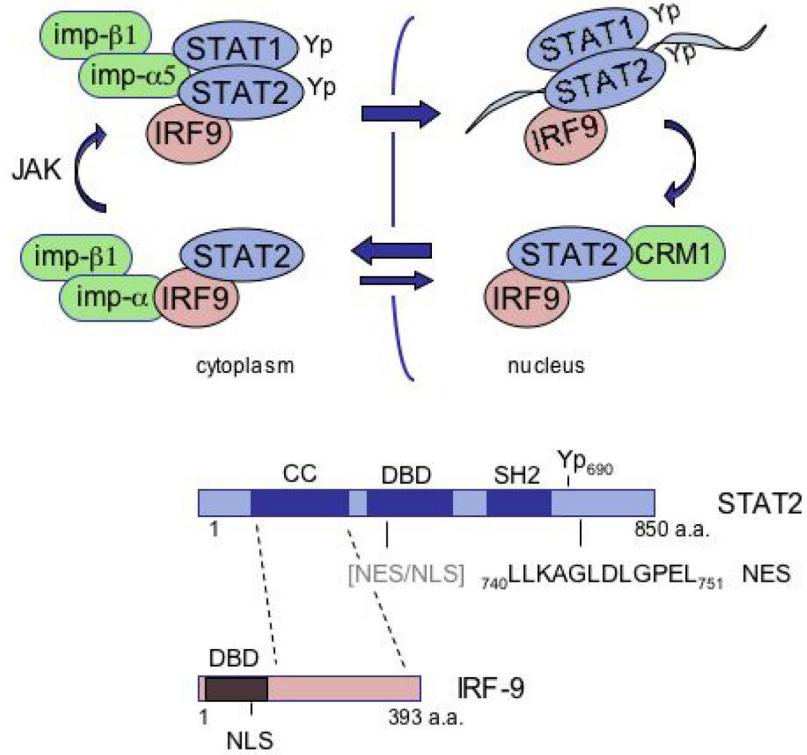 imp-β1
STAT1 Yp
imp-α5
STAT2 Yp
IRF9
JAK
imp-β1
STAT2
imp-α IRF9
cytoplasm
Yp
STAT1
Yp
STAT2
IRF9
STAT2 CRM1
IRF9
nucleus
CC DBD SH2 Yp690
STAT2
1 850 a.a.
[NES/NLS] 740LLKAGLDLGPEL751 NES
DBD
IRF-9
1 393 a.a.
NLS